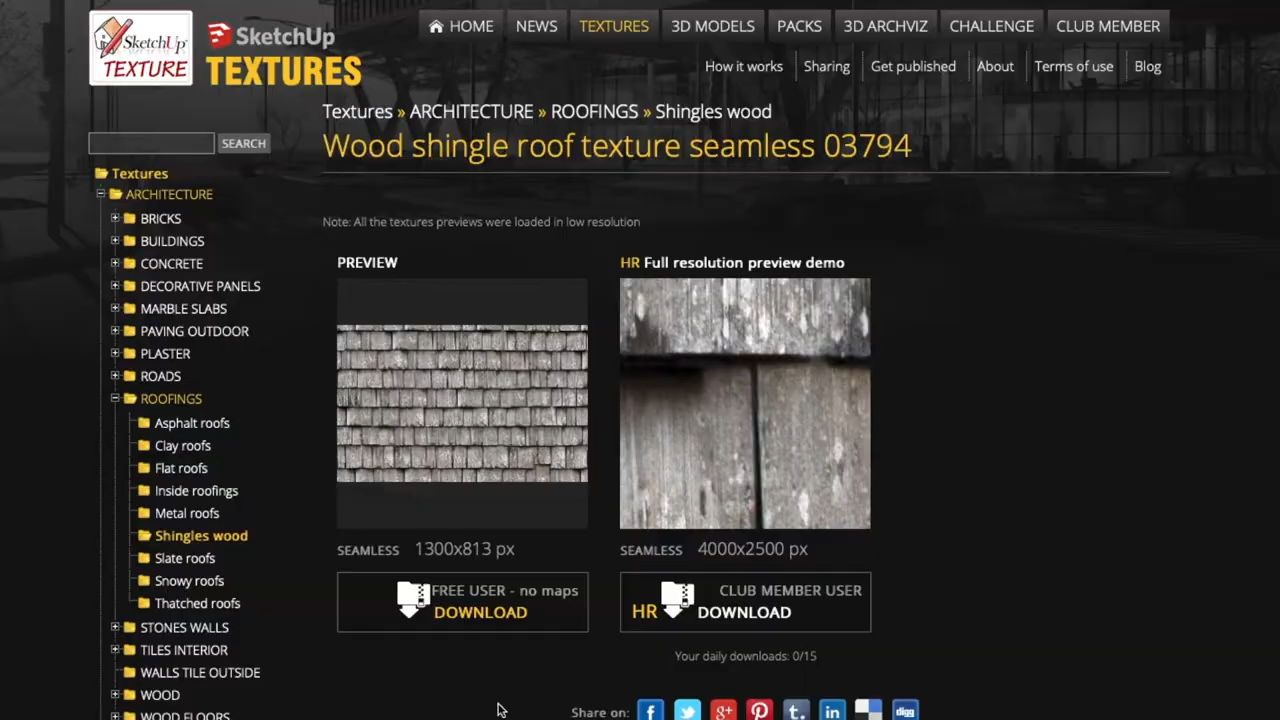 SketchUp
TEXTURE
SketchUp
TEXTURES
HOME NEWS TEXTURES 3D MODELS PACKS 3D ARCHVIZ CHALLENGE CLUB MEMBER
How it works Sharing Get published About Terms of use Blog
Textures » ARCHITECTURE » ROOFINGS » Shingles wood
Wood shingle roof texture seamless 03794
SEARCH
Textures
ARCHITECTURE
BRICKS
BUILDINGS
CONCRETE
DECORATIVE PANELS
MARBLE SLABS
PAVING OUTDOOR
PLASTER
ROADS
ROOFINGS
Asphalt roofs
Clay roofs
Flat roofs
Inside roofings
Metal roofs
Shingles wood
Slate roofs
Snowy roofs
Thatched roofs
STONES WALLS
TILES INTERIOR
WALLS TILE OUTSIDE
WOOD
WOOD FLOORS
Note: All the textures previews were loaded in low resolution
PREVIEW
SEAMLESS 1300x813 px
FREE USER - no maps
DOWNLOAD
HR Full resolution preview demo
SEAMLESS 4000x2500 px
CLUB MEMBER USER
HR DOWNLOAD
Your daily downloads: 0/15
Share on:
digg